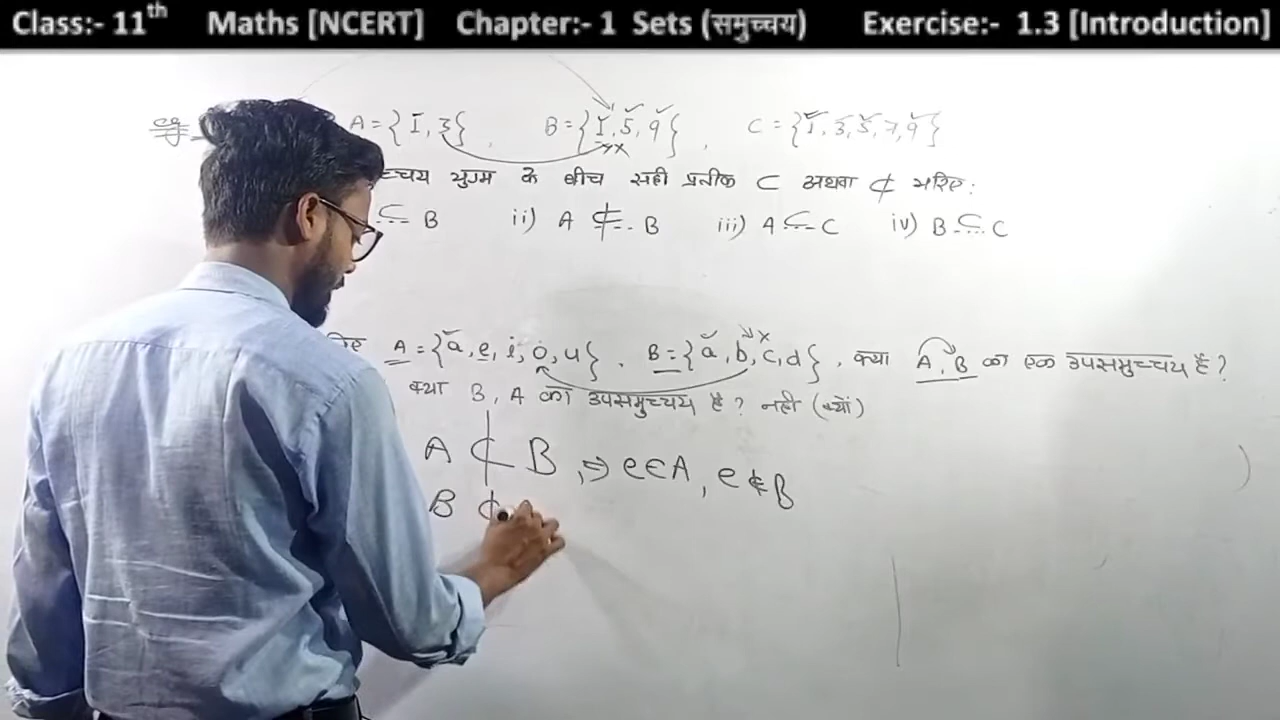 Class:- 11th Maths [NCERT] Chapter:- 1 Sets (समुच्चय) Exercise:- 1.3 [Introduction]
eg A = {1, 3}, B = {1, 5, 9}, C = {1, 3, 5, 7, 9}
च्चय युग्म के बीच सही प्रतीक ⊂ अथवा ⊄ भरिए:
⊂ B ii) A ⊄ B iii) A ⊂ C iv) B ⊂ C
A = {a, e, i, o, u}, B = {a, b, c, d}, क्या A, B का एक उपसमुच्चय है?
क्या B, A का उपसमुच्चय है? नही (क्यों)
A ⊄ B, ⇒ e ∈ A, e ∉ B
B ⊄